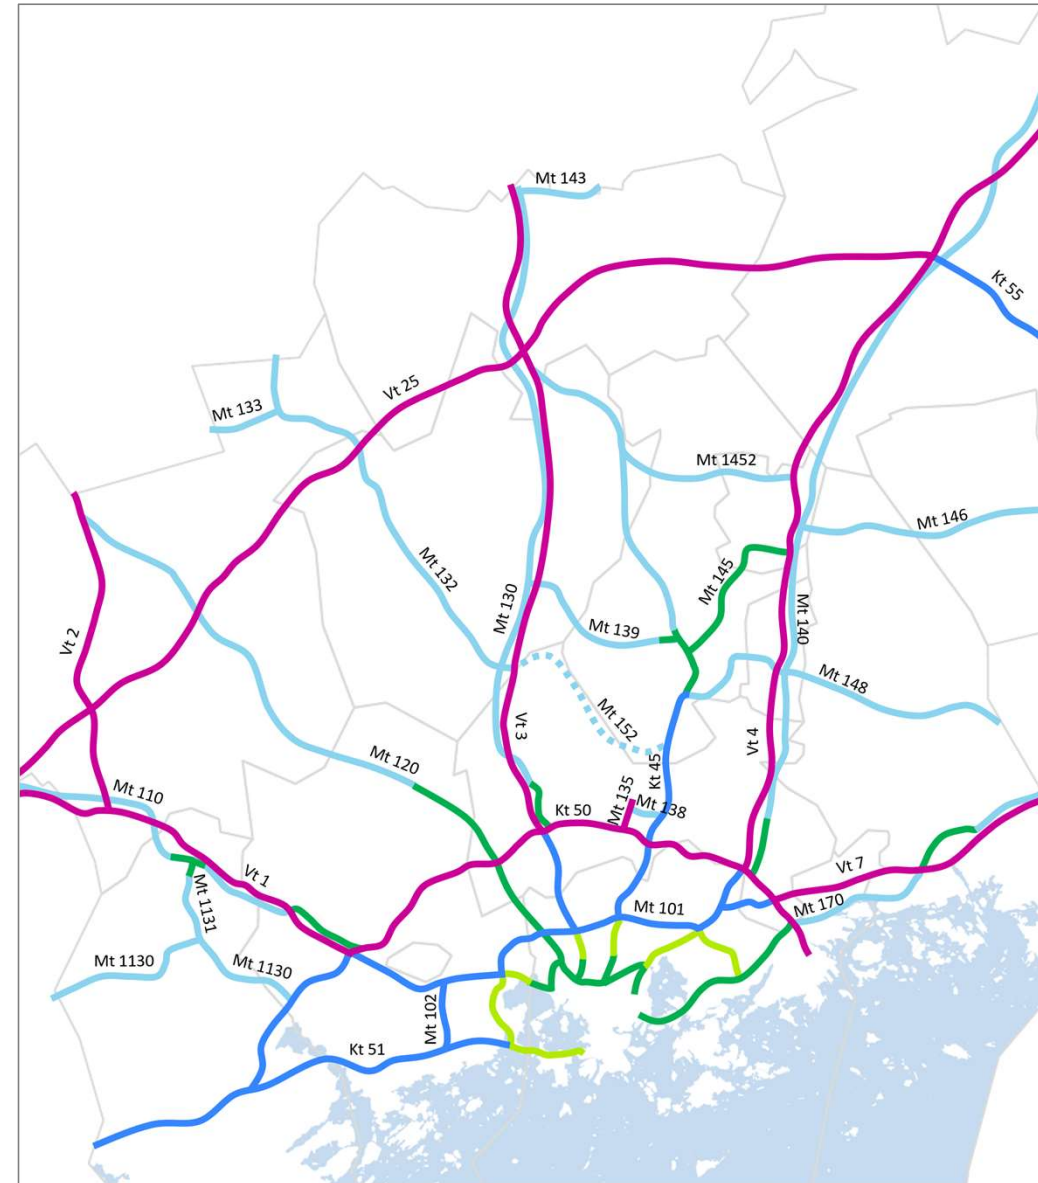 Mt 143
Kt 55
Vt 25
Mt 133
Mt 1452
Mt 146
Mt 132
Mt 130
Mt 145
Mt 139
Mt 140
Vt 2
Mt 148
Mt 152
Vt 3
Vt 4
Mt 120
Kt 45
Mt 110
Kt 50
Mt 135
Mt 138
Vt 7
Vt 1
Mt 1131
Mt 101
Mt 170
Mt 1130
Mt 1130
Mt 102
Kt 51